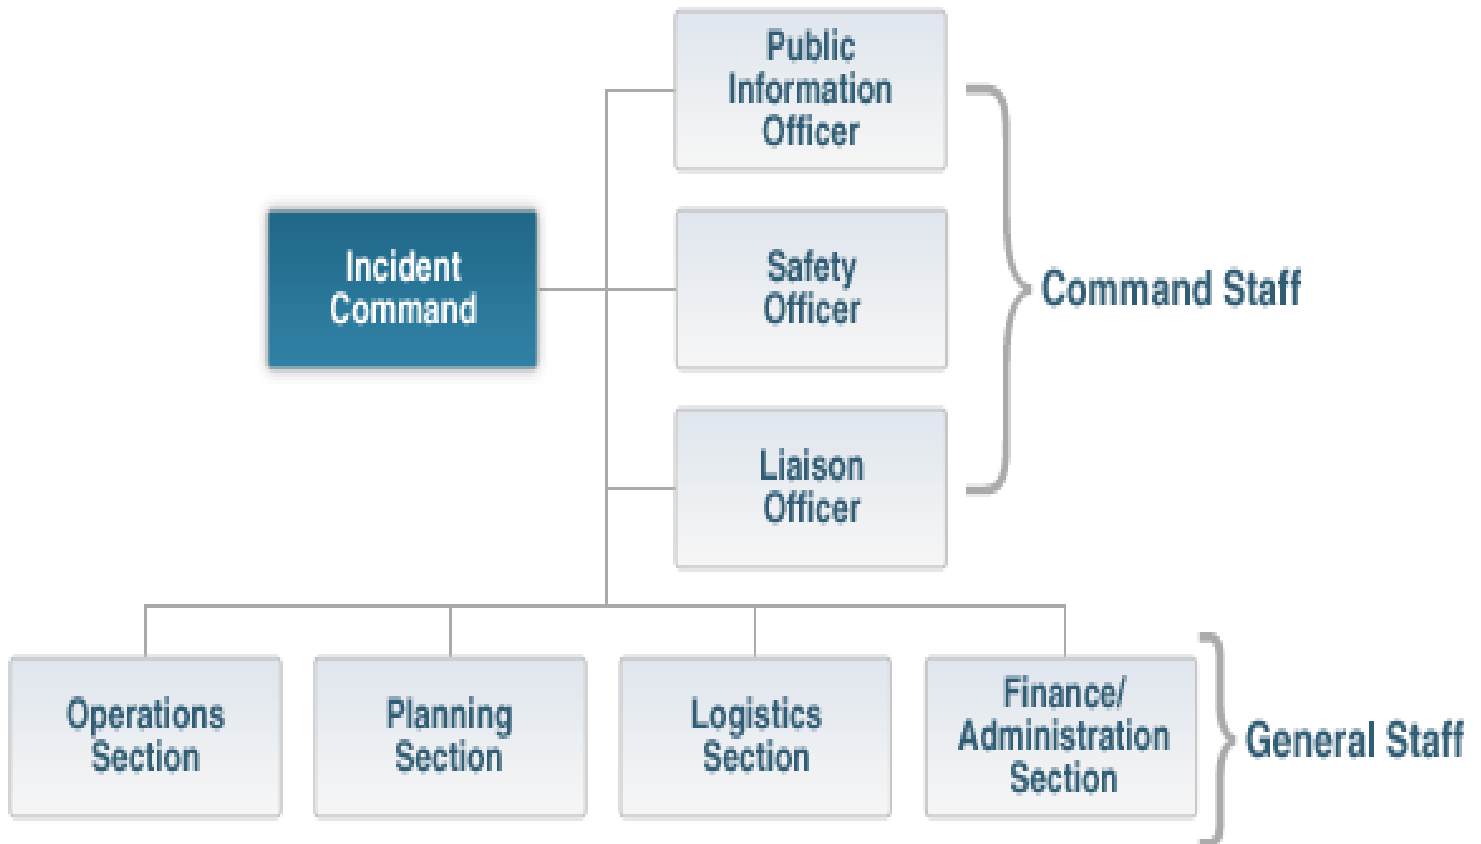 Public
Information
Officer
Incident
Command
Safety
Officer
Command Staff
Liaison
Officer
Operations
Section
Planning
Section
Logistics
Section
Finance/
Administration
Section
General Staff